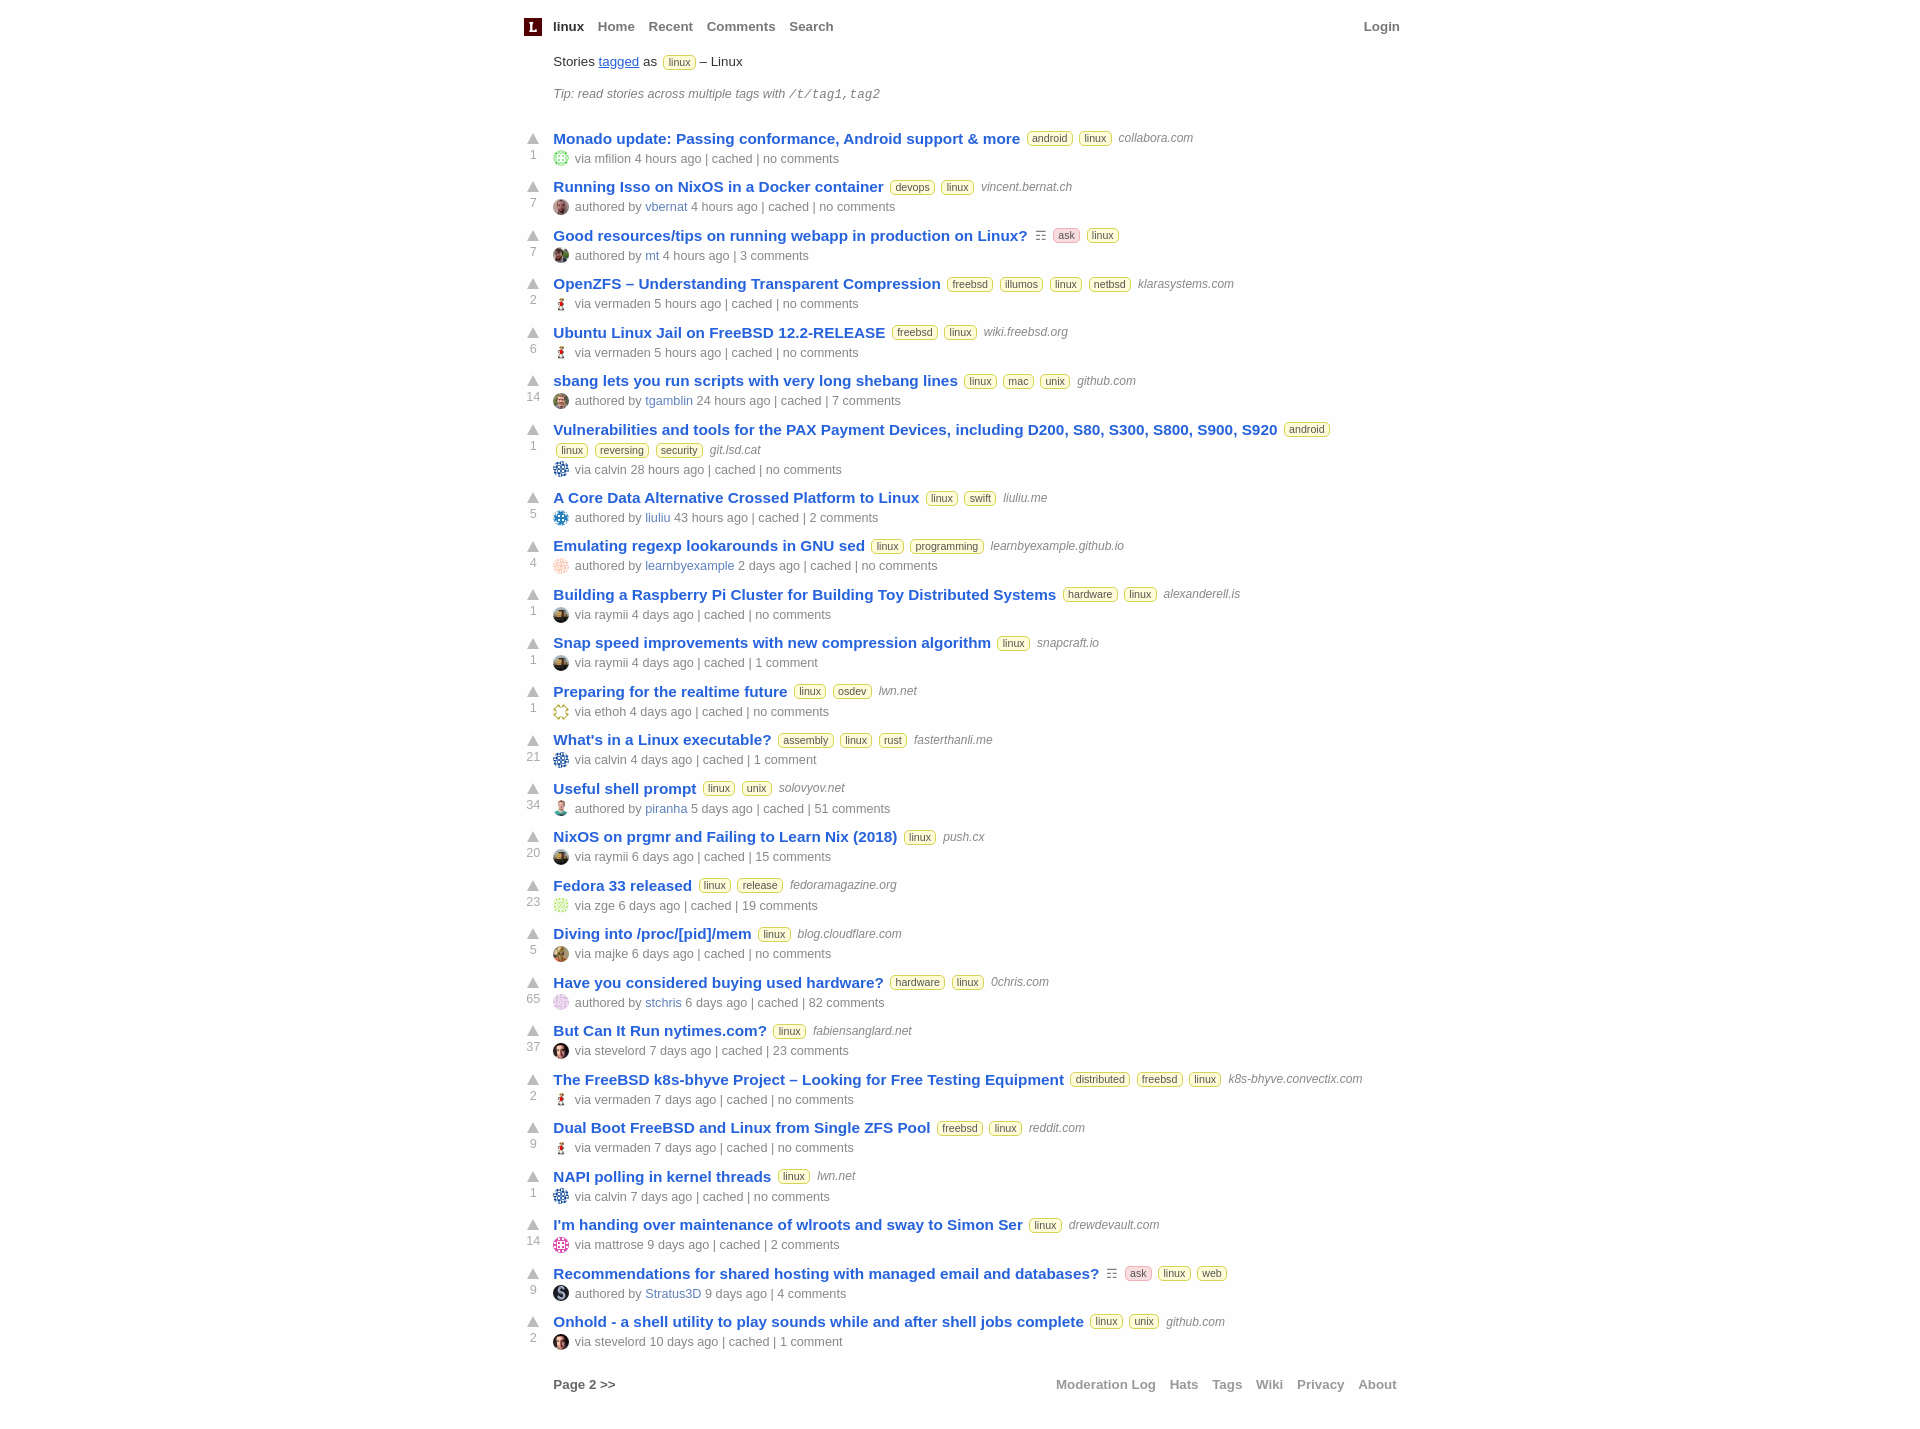 L linux Home Recent Comments Search Login
Stories tagged as linux – Linux
Tip: read stories across multiple tags with /t/tag1,tag2
Monado update: Passing conformance, Android support & more android linux collabora.com
1 via mfilion 4 hours ago | cached | no comments
Running Isso on NixOS in a Docker container devops linux vincent.bernat.ch
7 authored by vbernat 4 hours ago | cached | no comments
Good resources/tips on running webapp in production on Linux? ☶ ask linux
7 authored by mt 4 hours ago | 3 comments
OpenZFS – Understanding Transparent Compression freebsd illumos linux netbsd klarasystems.com
2 via vermaden 5 hours ago | cached | no comments
Ubuntu Linux Jail on FreeBSD 12.2-RELEASE freebsd linux wiki.freebsd.org
6 via vermaden 5 hours ago | cached | no comments
sbang lets you run scripts with very long shebang lines linux mac unix github.com
14 authored by tgamblin 24 hours ago | cached | 7 comments
Vulnerabilities and tools for the PAX Payment Devices, including D200, S80, S300, S800, S900, S920 android
1 linux reversing security git.lsd.cat
via calvin 28 hours ago | cached | no comments
A Core Data Alternative Crossed Platform to Linux linux swift liuliu.me
5 authored by liuliu 43 hours ago | cached | 2 comments
Emulating regexp lookarounds in GNU sed linux programming learnbyexample.github.io
4 authored by learnbyexample 2 days ago | cached | no comments
Building a Raspberry Pi Cluster for Building Toy Distributed Systems hardware linux alexanderell.is
1 via raymii 4 days ago | cached | no comments
Snap speed improvements with new compression algorithm linux snapcraft.io
1 via raymii 4 days ago | cached | 1 comment
Preparing for the realtime future linux osdev lwn.net
1 via ethoh 4 days ago | cached | no comments
What's in a Linux executable? assembly linux rust fasterthanli.me
21 via calvin 4 days ago | cached | 1 comment
Useful shell prompt linux unix solovyov.net
34 authored by piranha 5 days ago | cached | 51 comments
NixOS on prgmr and Failing to Learn Nix (2018) linux push.cx
20 via raymii 6 days ago | cached | 15 comments
Fedora 33 released linux release fedoramagazine.org
23 via zge 6 days ago | cached | 19 comments
Diving into /proc/[pid]/mem linux blog.cloudflare.com
5 via majke 6 days ago | cached | no comments
Have you considered buying used hardware? hardware linux 0chris.com
65 authored by stchris 6 days ago | cached | 82 comments
But Can It Run nytimes.com? linux fabiensanglard.net
37 via stevelord 7 days ago | cached | 23 comments
The FreeBSD k8s-bhyve Project – Looking for Free Testing Equipment distributed freebsd linux k8s-bhyve.convectix.com
2 via vermaden 7 days ago | cached | no comments
Dual Boot FreeBSD and Linux from Single ZFS Pool freebsd linux reddit.com
9 via vermaden 7 days ago | cached | no comments
NAPI polling in kernel threads linux lwn.net
1 via calvin 7 days ago | cached | no comments
I'm handing over maintenance of wlroots and sway to Simon Ser linux drewdevault.com
14 via mattrose 9 days ago | cached | 2 comments
Recommendations for shared hosting with managed email and databases? ☶ ask linux web
9 authored by Stratus3D 9 days ago | 4 comments
Onhold - a shell utility to play sounds while and after shell jobs complete linux unix github.com
2 via stevelord 10 days ago | cached | 1 comment
Page 2 >> Moderation Log Hats Tags Wiki Privacy About